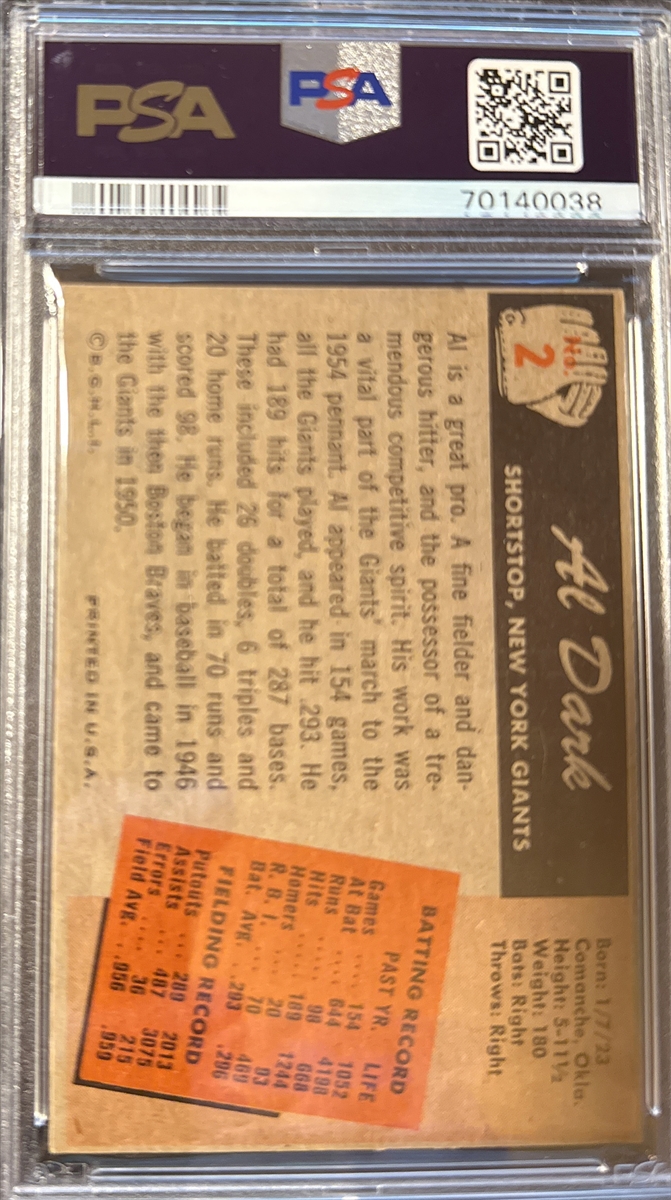 PSA
PSA
70140038
No.
2
Al Dark
SHORTSTOP, NEW YORK GIANTS
Born: 1/7/23
Comanche, Okla.
Height: 5-11½
Weight: 180
Bats: Right
Throws: Right
Al is a great pro. A fine fielder and dan-
gerous hitter, and the possessor of a tre-
mendous competitive spirit. His work was
a vital part of the Giants' march to the
1954 pennant. Al appeared in 154 games,
all the Giants played, and he hit .293. He
had 189 hits for a total of 287 bases.
These included 26 doubles, 6 triples and
20 home runs. He batted in 70 runs and
scored 98. He began in baseball in 1946
with the then Boston Braves, and came to
the Giants in 1950.
©B.G.H.L.I.
PRINTED IN U.S.A.
BATTING RECORD
PAST YR. LIFE
Games .... 154 1052
At Bat .... 644 4198
Runs ..... 98 668
Hits ..... 189 1244
Homers .... 20 93
R. B. I. .... 70 469
Bat. Avg. .. .293 .296
FIELDING RECORD
Putouts ... 289 2013
Assists ... 487 3075
Errors .... 36 215
Field Avg. .. .956 .959